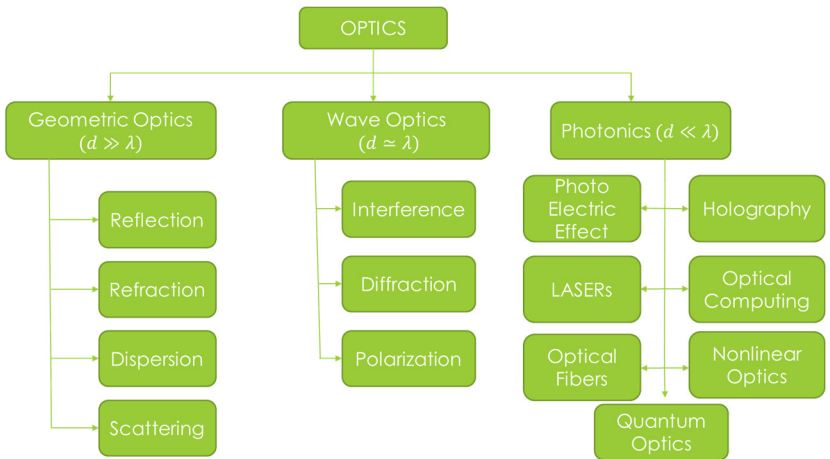 OPTICS
Geometric Optics
(𝑑 ≫ 𝜆)
Reflection
Refraction
Dispersion
Scattering
Wave Optics
(𝑑 ≃ 𝜆)
Interference
Diffraction
Polarization
Photonics (𝑑 ≪ 𝜆)
Photo
Electric
Effect
Holography
LASERs
Optical
Computing
Optical
Fibers
Nonlinear
Optics
Quantum
Optics